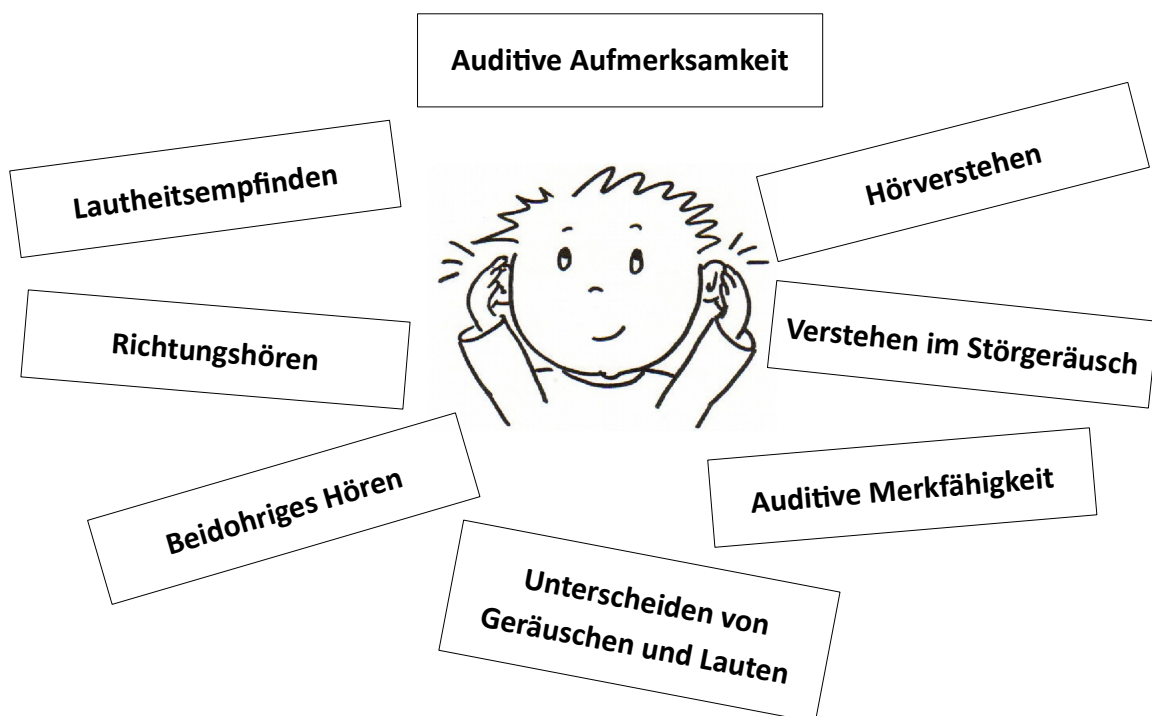 Auditive Aufmerksamkeit
Lautheitsempfinden
Hörverstehen
Richtungshören
Verstehen im Störgeräusch
Beidohriges Hören
Auditive Merkfähigkeit
Unterscheiden von
Geräuschen und Lauten